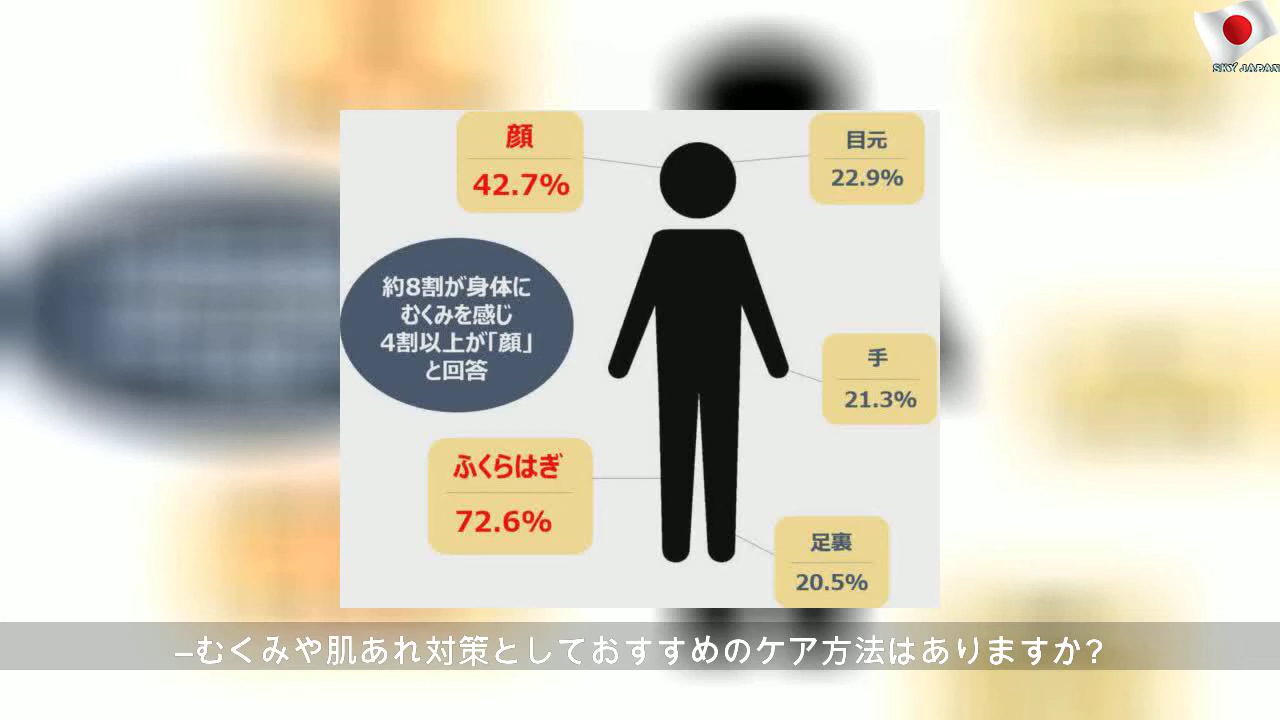 SKY JAPAN
顔
42.7%
目元
22.9%
約8割が身体に
むくみを感じ
4割以上が「顔」
と回答
手
21.3%
ふくらはぎ
72.6%
足裏
20.5%
–むくみや肌あれ対策としておすすめのケア方法はありますか?